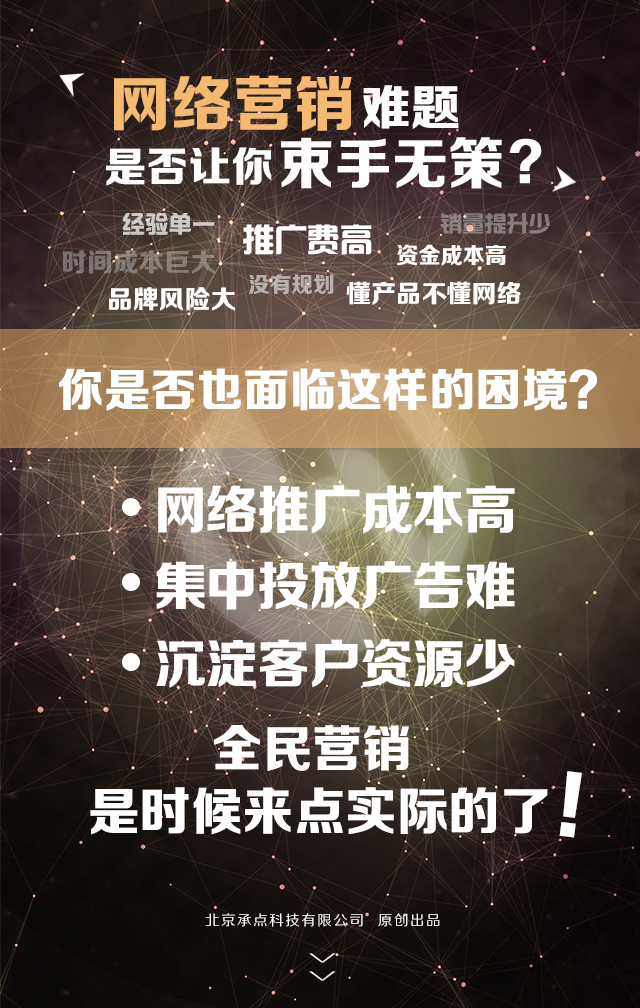 网络营销难题
是否让你束手无策？
经验单一 推广费高 销量提升少
时间成本巨大 资金成本高
品牌风险大 没有规划 懂产品不懂网络
你是否也面临这样的困境？
• 网络推广成本高
• 集中投放广告难
• 沉淀客户资源少
全民营销
是时候来点实际的了！
北京承点科技有限公司 原创出品